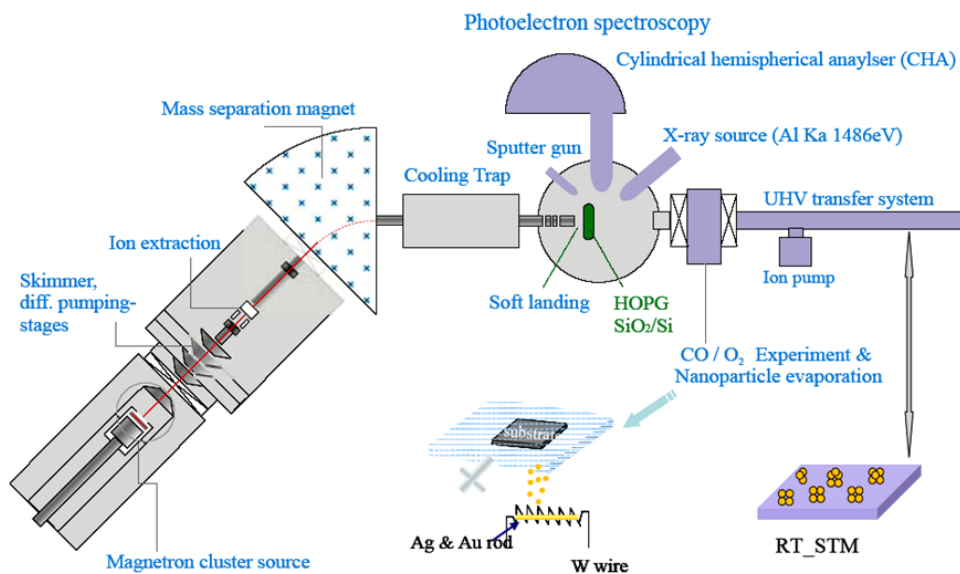 Photoelectron spectroscopy
Cylindrical hemispherical anaylser (CHA)
Mass separation magnet
X-ray source (Al Ka 1486eV)
Sputter gun
Cooling Trap
UHV transfer system
Ion extraction
Skimmer,
diff. pumping-
stages
Ion pump
Soft landing
HOPG
SiO₂/Si
CO / O₂ Experiment &
Nanoparticle evaporation
substrate
Ag & Au rod
W wire
RT_STM
Magnetron cluster source